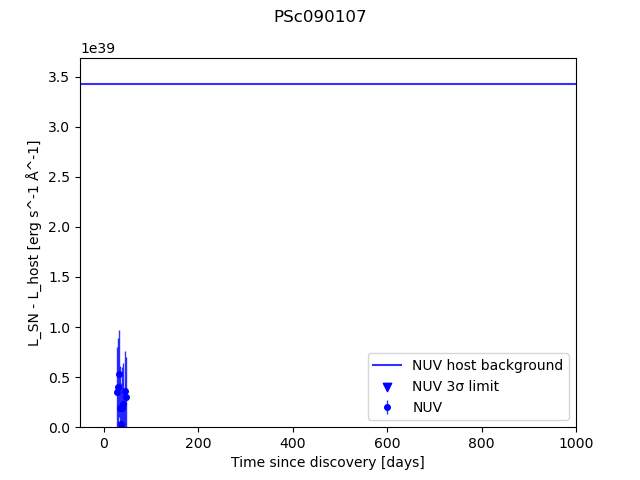 PSc090107
1e39
3.5
3.0
2.5
2.0
1.5
1.0
0.5
0.0
L_SN - L_host [erg s^-1 Å^-1]
NUV host background
NUV 3σ limit
NUV
0 200 400 600 800 1000
Time since discovery [days]